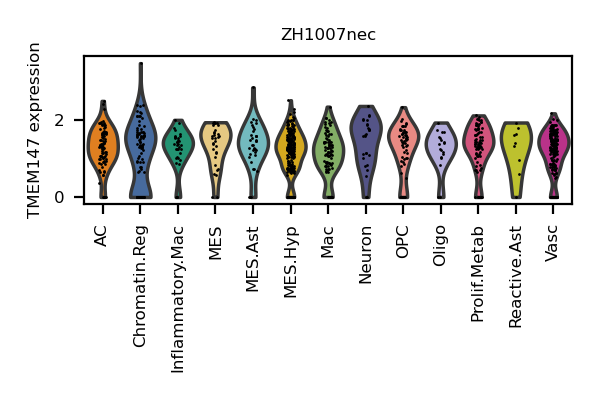 ZH1007nec
TMEM147 expression
2
0
AC
Chromatin.Reg
Inflammatory.Mac
MES
MES.Ast
MES.Hyp
Mac
Neuron
OPC
Oligo
Prolif.Metab
Reactive.Ast
Vasc